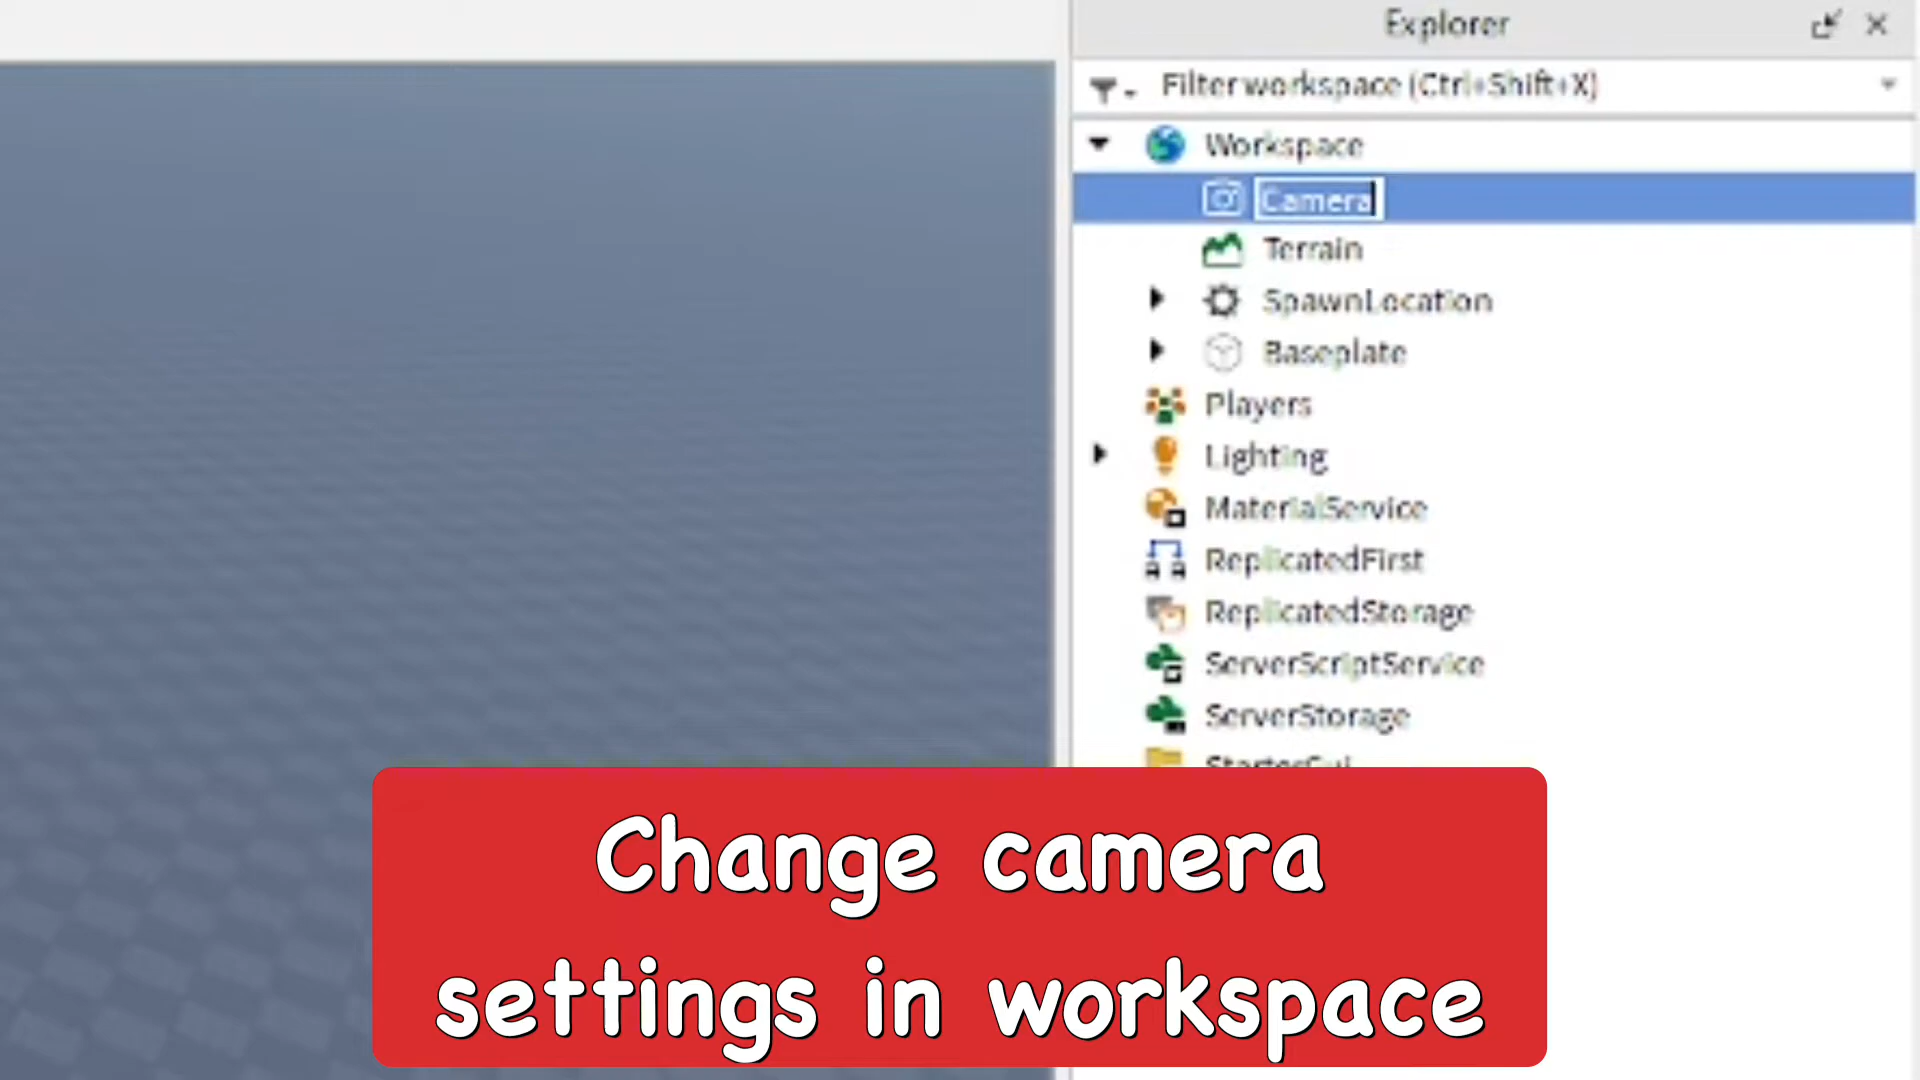 Explorer
Filter workspace (Ctrl+Shift+X)
Workspace
Camera
Terrain
SpawnLocation
Baseplate
Players
Lighting
MaterialService
ReplicatedFirst
ReplicatedStorage
ServerScriptService
ServerStorage
StarterGui
Change camera
settings in workspace